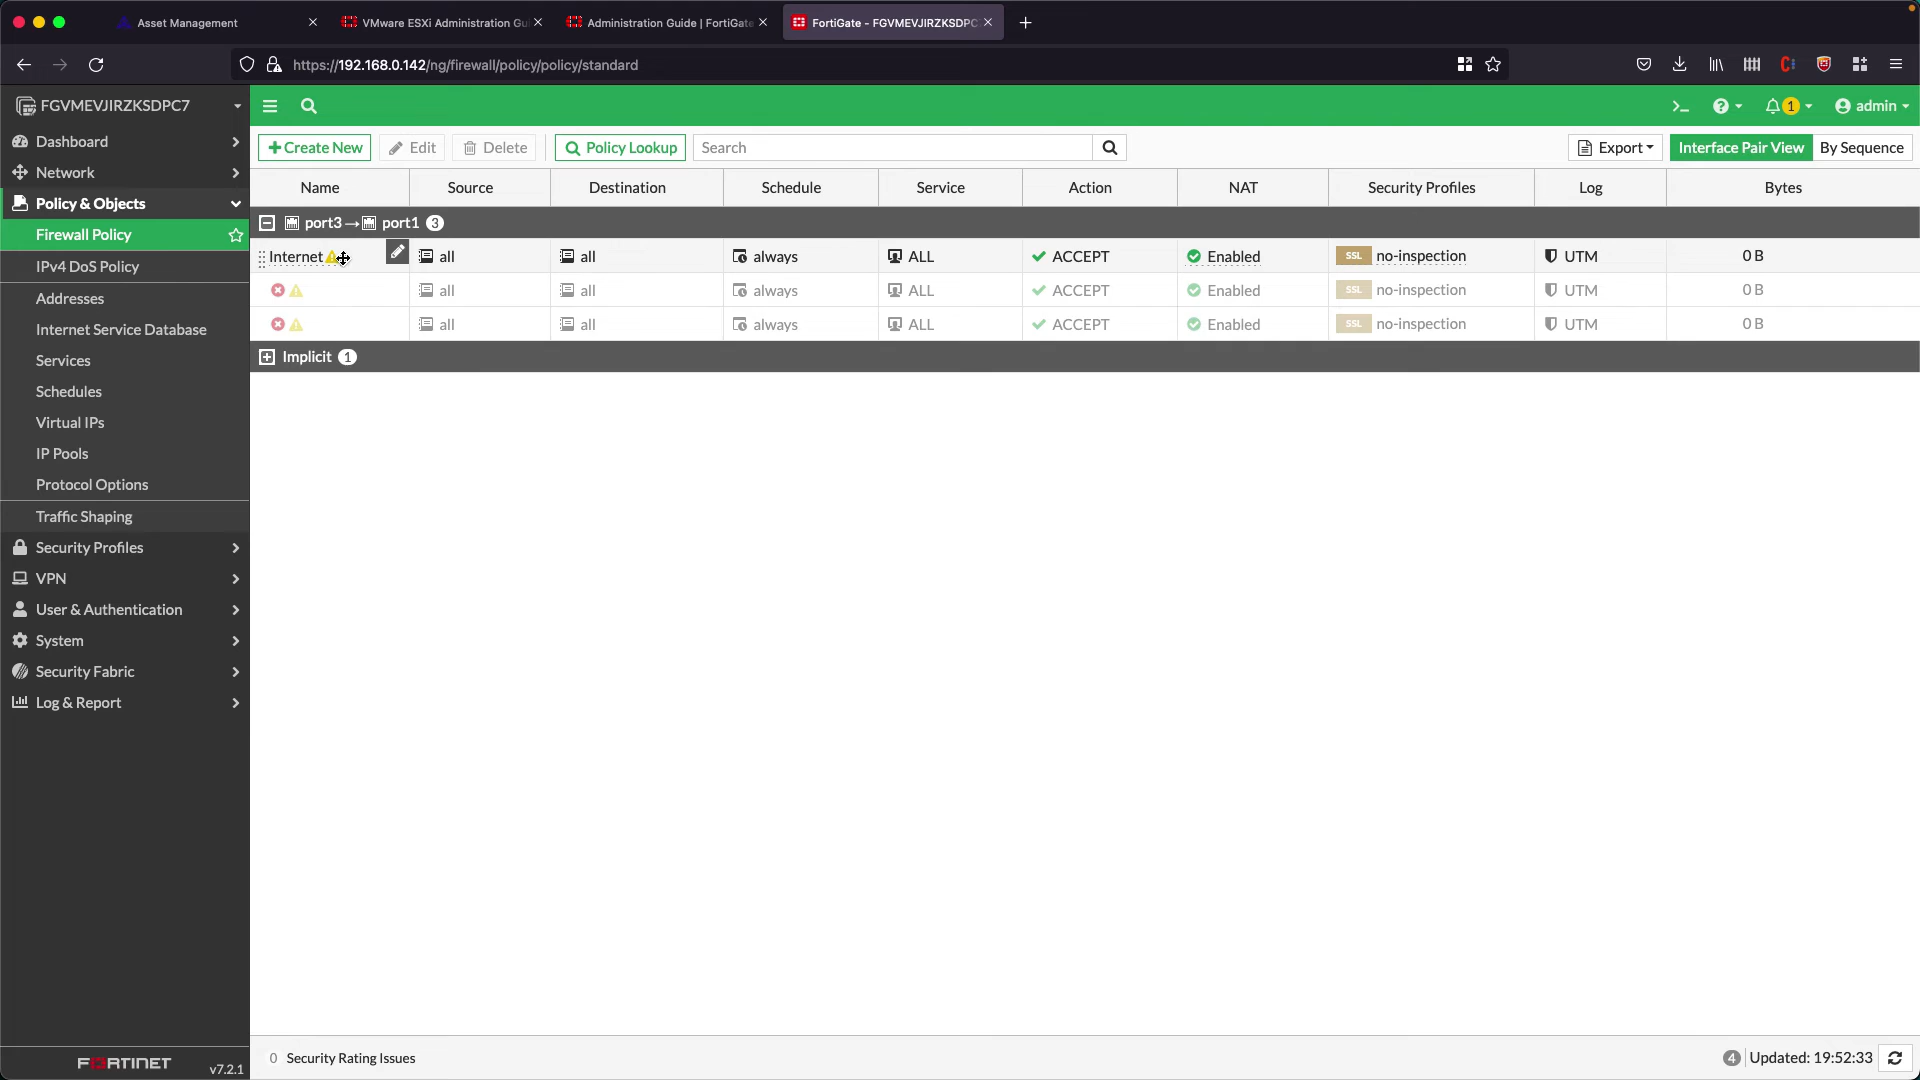 Asset Management
VMware ESXi Administration Gui
Administration Guide | FortiGate
FortiGate - FGVMEVJIRZKSDPC
https://192.168.0.142/ng/firewall/policy/policy/standard
FGVMEVJIRZKSDPC7
>_
?
1
admin
Dashboard
Network
Policy & Objects
Firewall Policy
IPv4 DoS Policy
Addresses
Internet Service Database
Services
Schedules
Virtual IPs
IP Pools
Protocol Options
Traffic Shaping
Security Profiles
VPN
User & Authentication
System
Security Fabric
Log & Report
FORTINET
v7.2.1
+ Create New
Edit
Delete
Policy Lookup
Search
Export
Interface Pair View
By Sequence
Name Source Destination Schedule Service Action NAT Security Profiles Log Bytes
port3 → port1 3
Internet all all always ALL ACCEPT Enabled SSL no-inspection UTM 0 B
all all always ALL ACCEPT Enabled SSL no-inspection UTM 0 B
all all always ALL ACCEPT Enabled SSL no-inspection UTM 0 B
Implicit 1
0 Security Rating Issues
4 Updated: 19:52:33